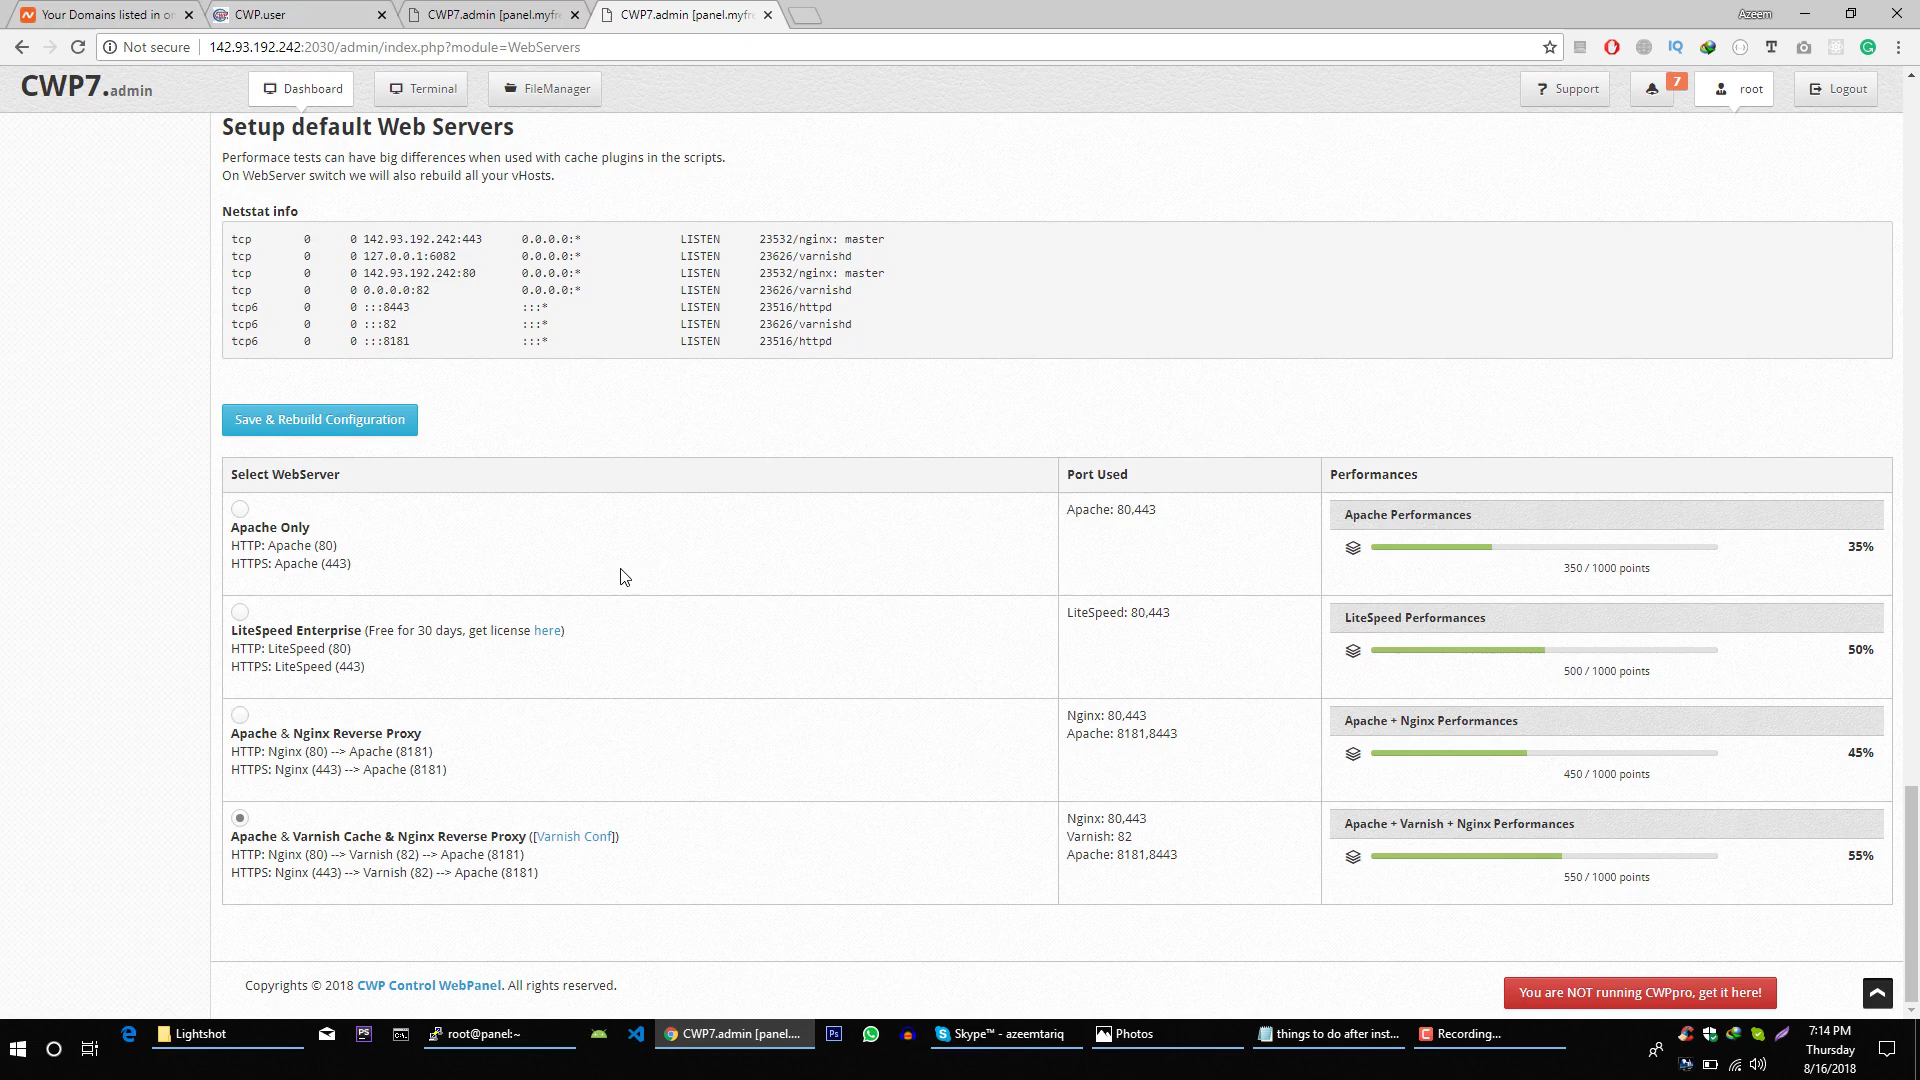 Your Domains listed in on
CWP.user
CWP7.admin [panel.myfre
CWP7.admin [panel.myfre
Azeem
Not secure
142.93.192.242:2030/admin/index.php?module=WebServers
CWP7.admin
Dashboard
Terminal
FileManager
? Support
7
root
Logout
Setup default Web Servers
Performace tests can have big differences when used with cache plugins in the scripts.
On WebServer switch we will also rebuild all your vHosts.
Netstat info
tcp 0 0 142.93.192.242:443 0.0.0.0:* LISTEN 23532/nginx: master
tcp 0 0 127.0.0.1:6082 0.0.0.0:* LISTEN 23626/varnishd
tcp 0 0 142.93.192.242:80 0.0.0.0:* LISTEN 23532/nginx: master
tcp 0 0 0.0.0.0:82 0.0.0.0:* LISTEN 23626/varnishd
tcp6 0 0 :::8443 :::* LISTEN 23516/httpd
tcp6 0 0 :::82 :::* LISTEN 23626/varnishd
tcp6 0 0 :::8181 :::* LISTEN 23516/httpd
Save & Rebuild Configuration
Select WebServer
Port Used
Performances
Apache Only
HTTP: Apache (80)
HTTPS: Apache (443)
Apache: 80,443
Apache Performances
35%
350 / 1000 points
LiteSpeed Enterprise (Free for 30 days, get license here)
HTTP: LiteSpeed (80)
HTTPS: LiteSpeed (443)
LiteSpeed: 80,443
LiteSpeed Performances
50%
500 / 1000 points
Apache & Nginx Reverse Proxy
HTTP: Nginx (80) --> Apache (8181)
HTTPS: Nginx (443) --> Apache (8181)
Nginx: 80,443
Apache: 8181,8443
Apache + Nginx Performances
45%
450 / 1000 points
Apache & Varnish Cache & Nginx Reverse Proxy ([Varnish Conf])
HTTP: Nginx (80) --> Varnish (82) --> Apache (8181)
HTTPS: Nginx (443) --> Varnish (82) --> Apache (8181)
Nginx: 80,443
Varnish: 82
Apache: 8181,8443
Apache + Varnish + Nginx Performances
55%
550 / 1000 points
Copyrights © 2018 CWP Control WebPanel. All rights reserved.
You are NOT running CWPpro, get it here!
Lightshot
root@panel:~
CWP7.admin [panel....
Skype™ - azeemtariq
Photos
things to do after inst...
Recording...
7:14 PM
Thursday
8/16/2018